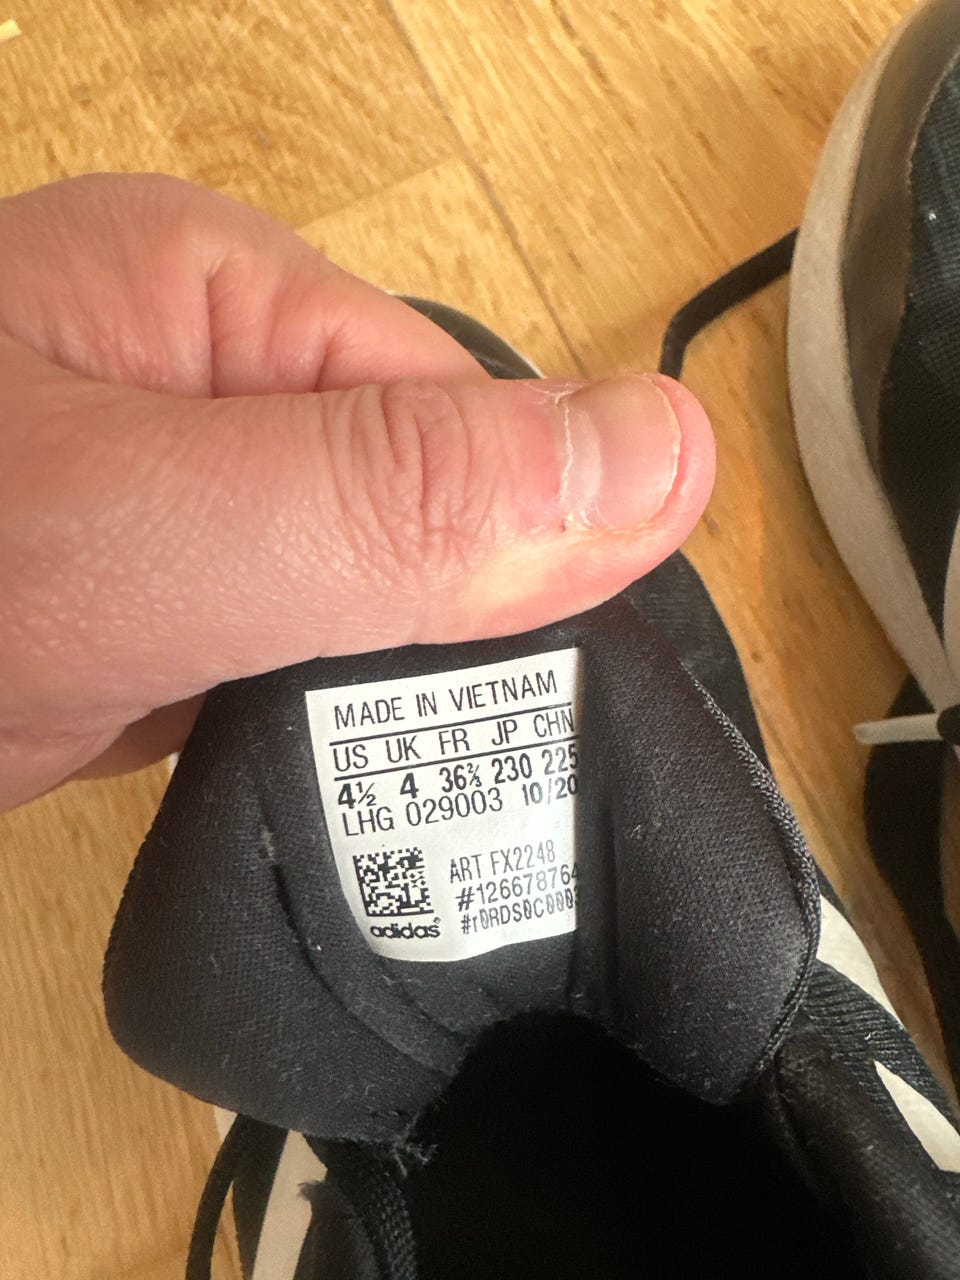 MADE IN VIETNAM
US UK FR JP CHN
4½ 4 36⅔ 230 225
LHG 029003 10/20
ART FX2248
#126678764
adidas